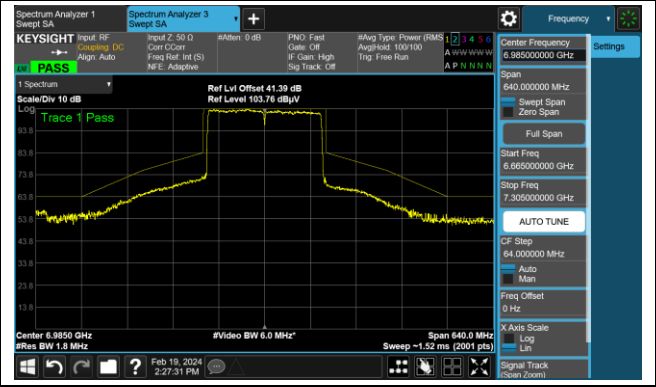 Spectrum Analyzer 1
Swept SA
Spectrum Analyzer 3
Swept SA
+
Frequency
KEYSIGHT
Input: RF
Coupling: DC
Align: Auto
Input Z: 50 Ω
Corr CCorr
Freq Ref: Int (S)
NFE: Adaptive
#Atten: 0 dB
PNO: Fast
Gate: Off
IF Gain: High
Sig Track: Off
#Avg Type: Power (RMS
Avg|Hold: 100/100
Trig: Free Run
1 2 3 4 5 6
A W W W W W
A P N N N N
PASS
1 Spectrum
Scale/Div 10 dB
Ref Lvl Offset 41.39 dB
Ref Level 103.76 dBµV
Log
Trace 1 Pass
93.8
83.8
73.8
63.8
53.8
43.8
33.8
23.8
13.8
Center 6.9850 GHz
#Res BW 1.8 MHz
#Video BW 6.0 MHz*
Span 640.0 MHz
Sweep ~1.52 ms (2001 pts)
Center Frequency
6.985000000 GHz
Settings
Span
640.000000 MHz
Swept Span
Zero Span
Full Span
Start Freq
6.665000000 GHz
Stop Freq
7.305000000 GHz
AUTO TUNE
CF Step
64.000000 MHz
Auto
Man
Freq Offset
0 Hz
X Axis Scale
Log
Lin
Signal Track
(Span Zoom)
?
Feb 19, 2024
2:27:31 PM